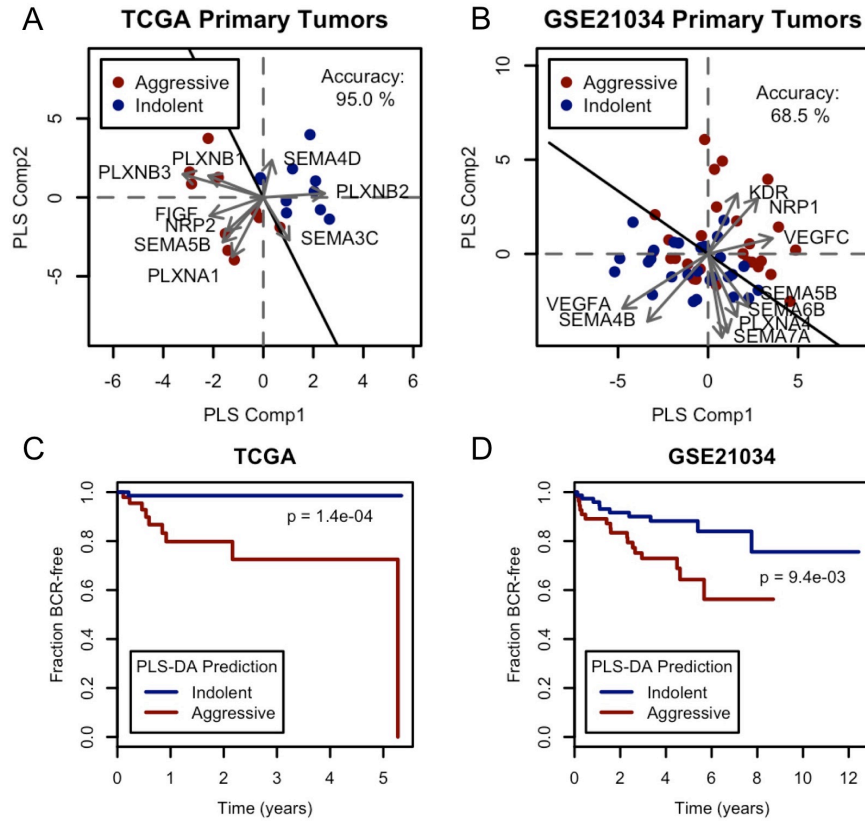 A
TCGA Primary Tumors
Aggressive
Indolent
Accuracy:
95.0 %
PLXNB3
PLXNB1
SEMA4D
PLXNB2
FIGF
NRP2
SEMA5B
SEMA3C
PLXNA1
PLS Comp2
5
0
-5
-6
-4
-2
0
2
4
6
PLS Comp1
B
GSE21034 Primary Tumors
Aggressive
Indolent
Accuracy:
68.5 %
KDR
NRP1
VEGFC
VEGFA
SEMA4B
SEMA5B
SEMA6B
PLXNA4
SEMA7A
PLS Comp2
10
5
0
-5
0
5
PLS Comp1
C
TCGA
p = 1.4e-04
PLS-DA Prediction
Indolent
Aggressive
Fraction BCR-free
1.0
0.8
0.6
0.4
0.2
0.0
0
1
2
3
4
5
Time (years)
D
GSE21034
p = 9.4e-03
PLS-DA Prediction
Indolent
Aggressive
Fraction BCR-free
1.0
0.8
0.6
0.4
0.2
0.0
0
2
4
6
8
10
12
Time (years)